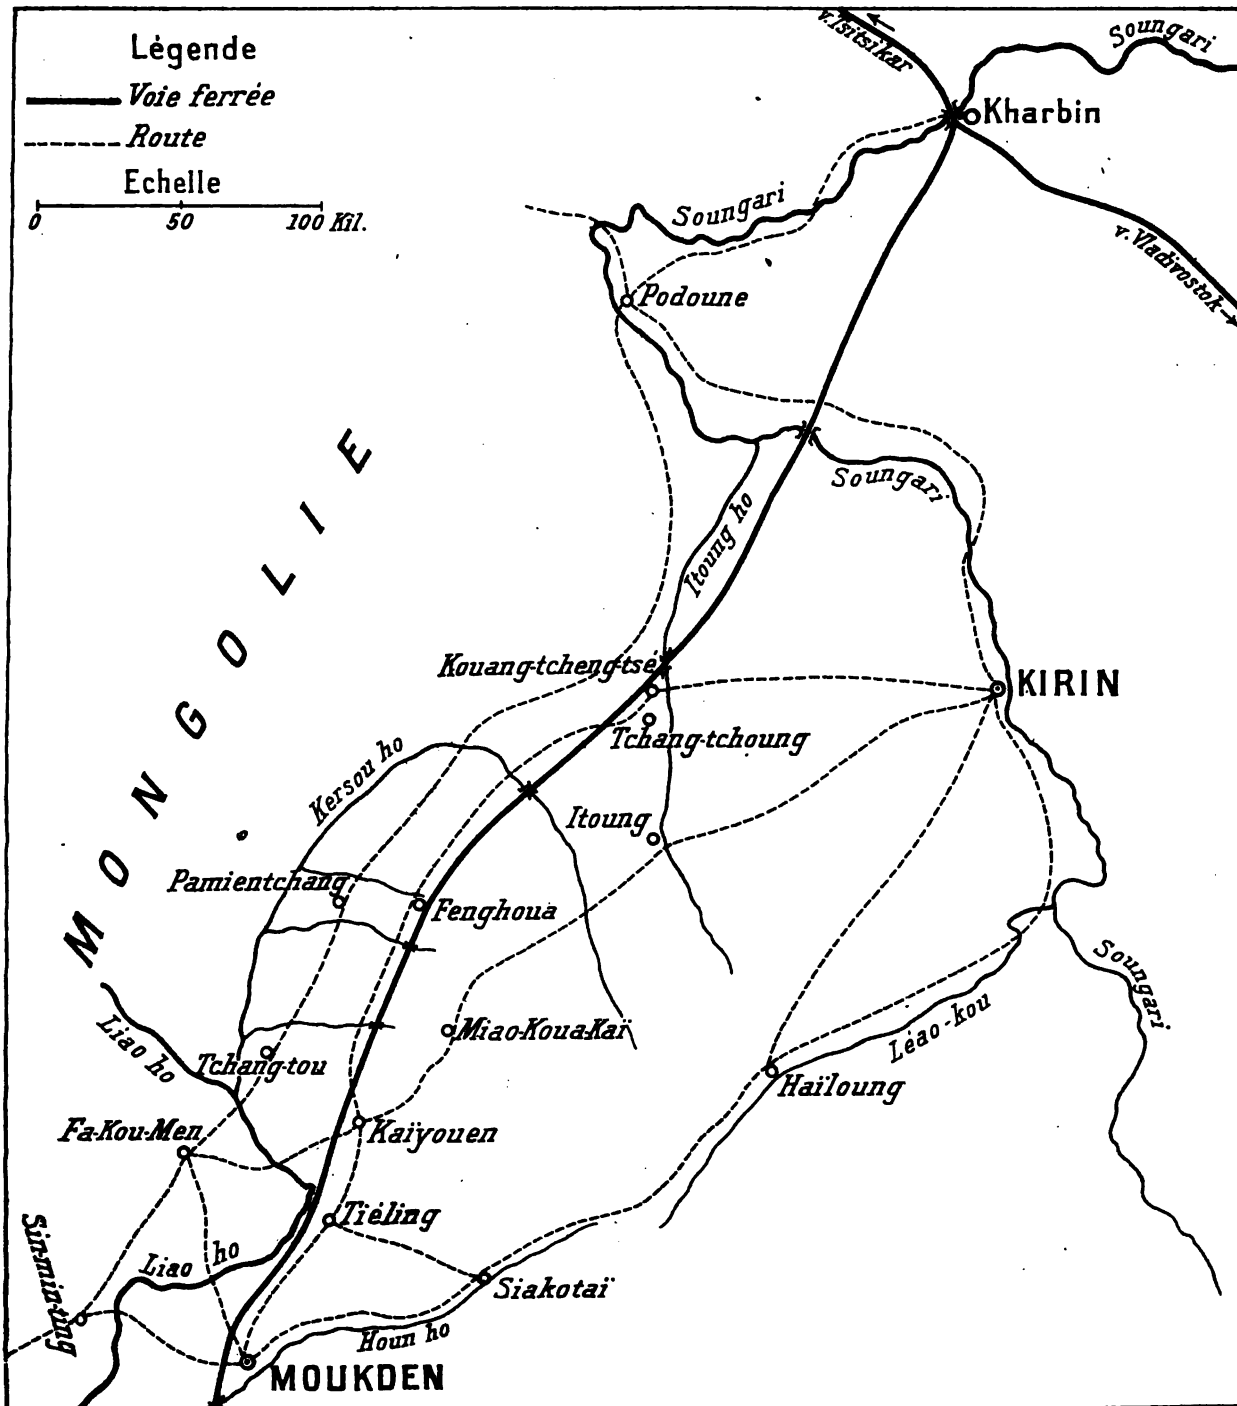 Légende
Voie ferrée
Route
Echelle
0 50 100 Kil.
v. Tsitsikar
Soungari
Kharbin
v. Vladivostok
Soungari
Podoune
Soungari
Itoung ho
MONGOLIE
Kouang-tcheng-tse
KIRIN
Tchang-tchoung
Kersou ho
Itoung
Pamientchang
Fenghoua
Soungari
Liao ho
Miao-Koua-Kaï
Léao-kou
Tchang-tou
Haïloung
Fa-Kou-Men
Kaïyouen
Tiéling
Sin-min-ting
Liao ho
Siakotaï
Houn ho
MOUKDEN